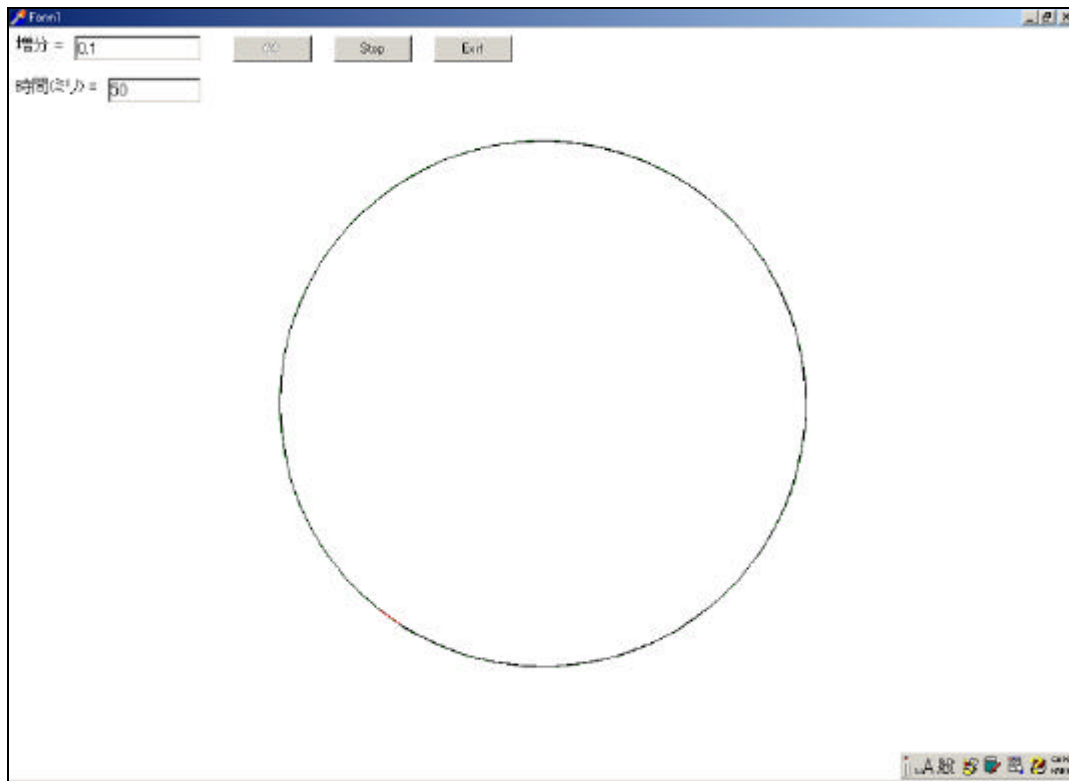 Form1
増分 = 0.1
Stop
Exit
時間(ミリ) = 50